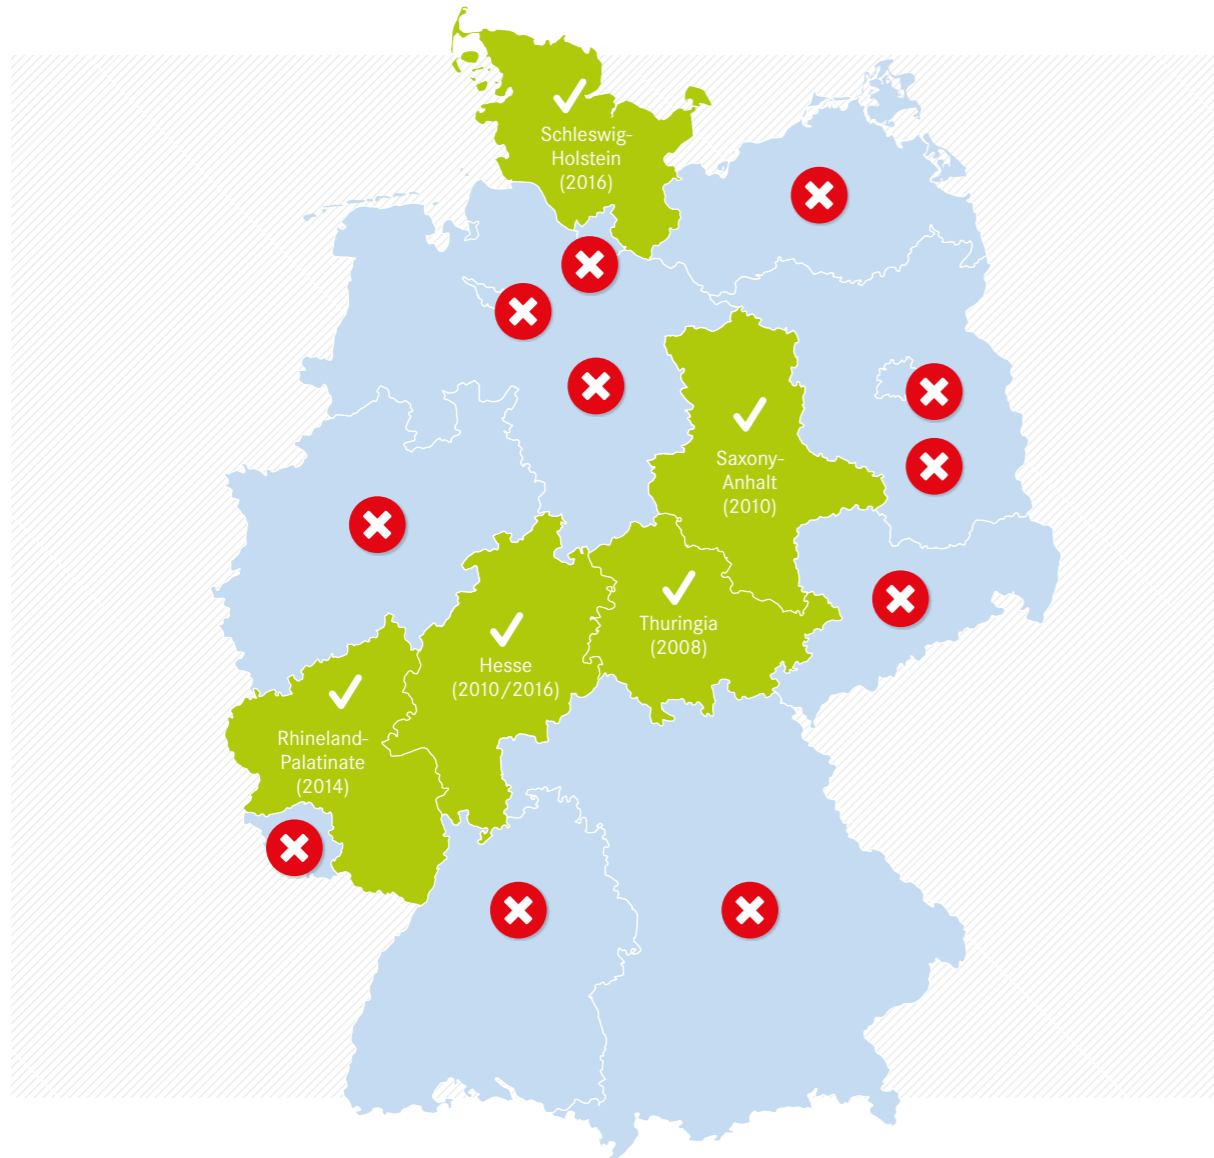 Schleswig-
Holstein
(2016)
Saxony-
Anhalt
(2010)
Thuringia
(2008)
Hesse
(2010/2016)
Rhineland-
Palatinate
(2014)